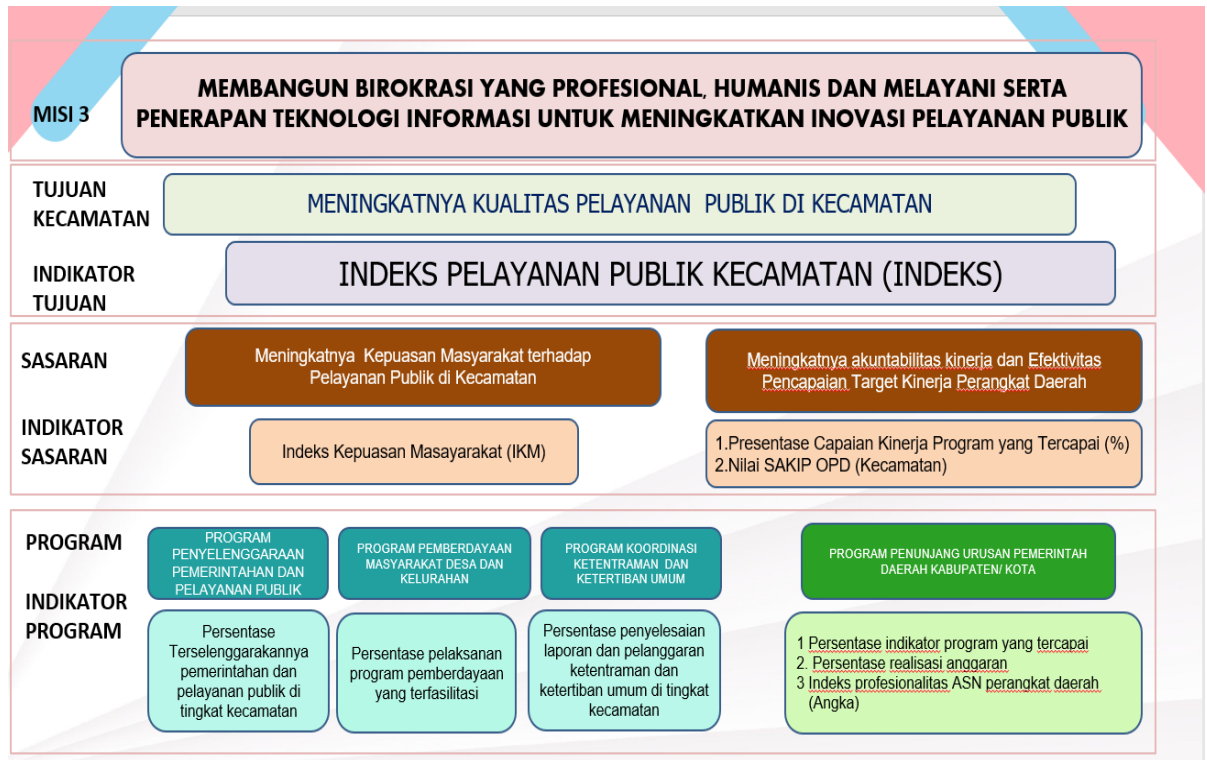 MISI 3
MEMBANGUN BIROKRASI YANG PROFESIONAL, HUMANIS DAN MELAYANI SERTA
PENERAPAN TEKNOLOGI INFORMASI UNTUK MENINGKATKAN INOVASI PELAYANAN PUBLIK
TUJUAN
KECAMATAN
MENINGKATNYA KUALITAS PELAYANAN PUBLIK DI KECAMATAN
INDIKATOR
TUJUAN
INDEKS PELAYANAN PUBLIK KECAMATAN (INDEKS)
SASARAN
Meningkatnya Kepuasan Masyarakat terhadap
Pelayanan Publik di Kecamatan
Meningkatnya akuntabilitas kinerja dan Efektivitas
Pencapaian Target Kinerja Perangkat Daerah
INDIKATOR
SASARAN
Indeks Kepuasan Masayarakat (IKM)
1.Presentase Capaian Kinerja Program yang Tercapai (%)
2.Nilai SAKIP OPD (Kecamatan)
PROGRAM
PROGRAM
PENYELENGGARAAN
PEMERINTAHAN DAN
PELAYANAN PUBLIK
PROGRAM PEMBERDAYAAN
MASYARAKAT DESA DAN
KELURAHAN
PROGRAM KOORDINASI
KETENTRAMAN DAN
KETERTIBAN UMUM
PROGRAM PENUNJANG URUSAN PEMERINTAH
DAERAH KABUPATEN/ KOTA
INDIKATOR
PROGRAM
Persentase
Terselenggarakannya
pemerintahan dan
pelayanan publik di
tingkat kecamatan
Persentase pelaksanan
program pemberdayaan
yang terfasilitasi
Persentase penyelesaian
laporan dan pelanggaran
ketentraman dan
ketertiban umum di tingkat
kecamatan
1 Persentase indikator program yang tercapai
2. Persentase realisasi anggaran
3 Indeks profesionalitas ASN perangkat daerah
(Angka)